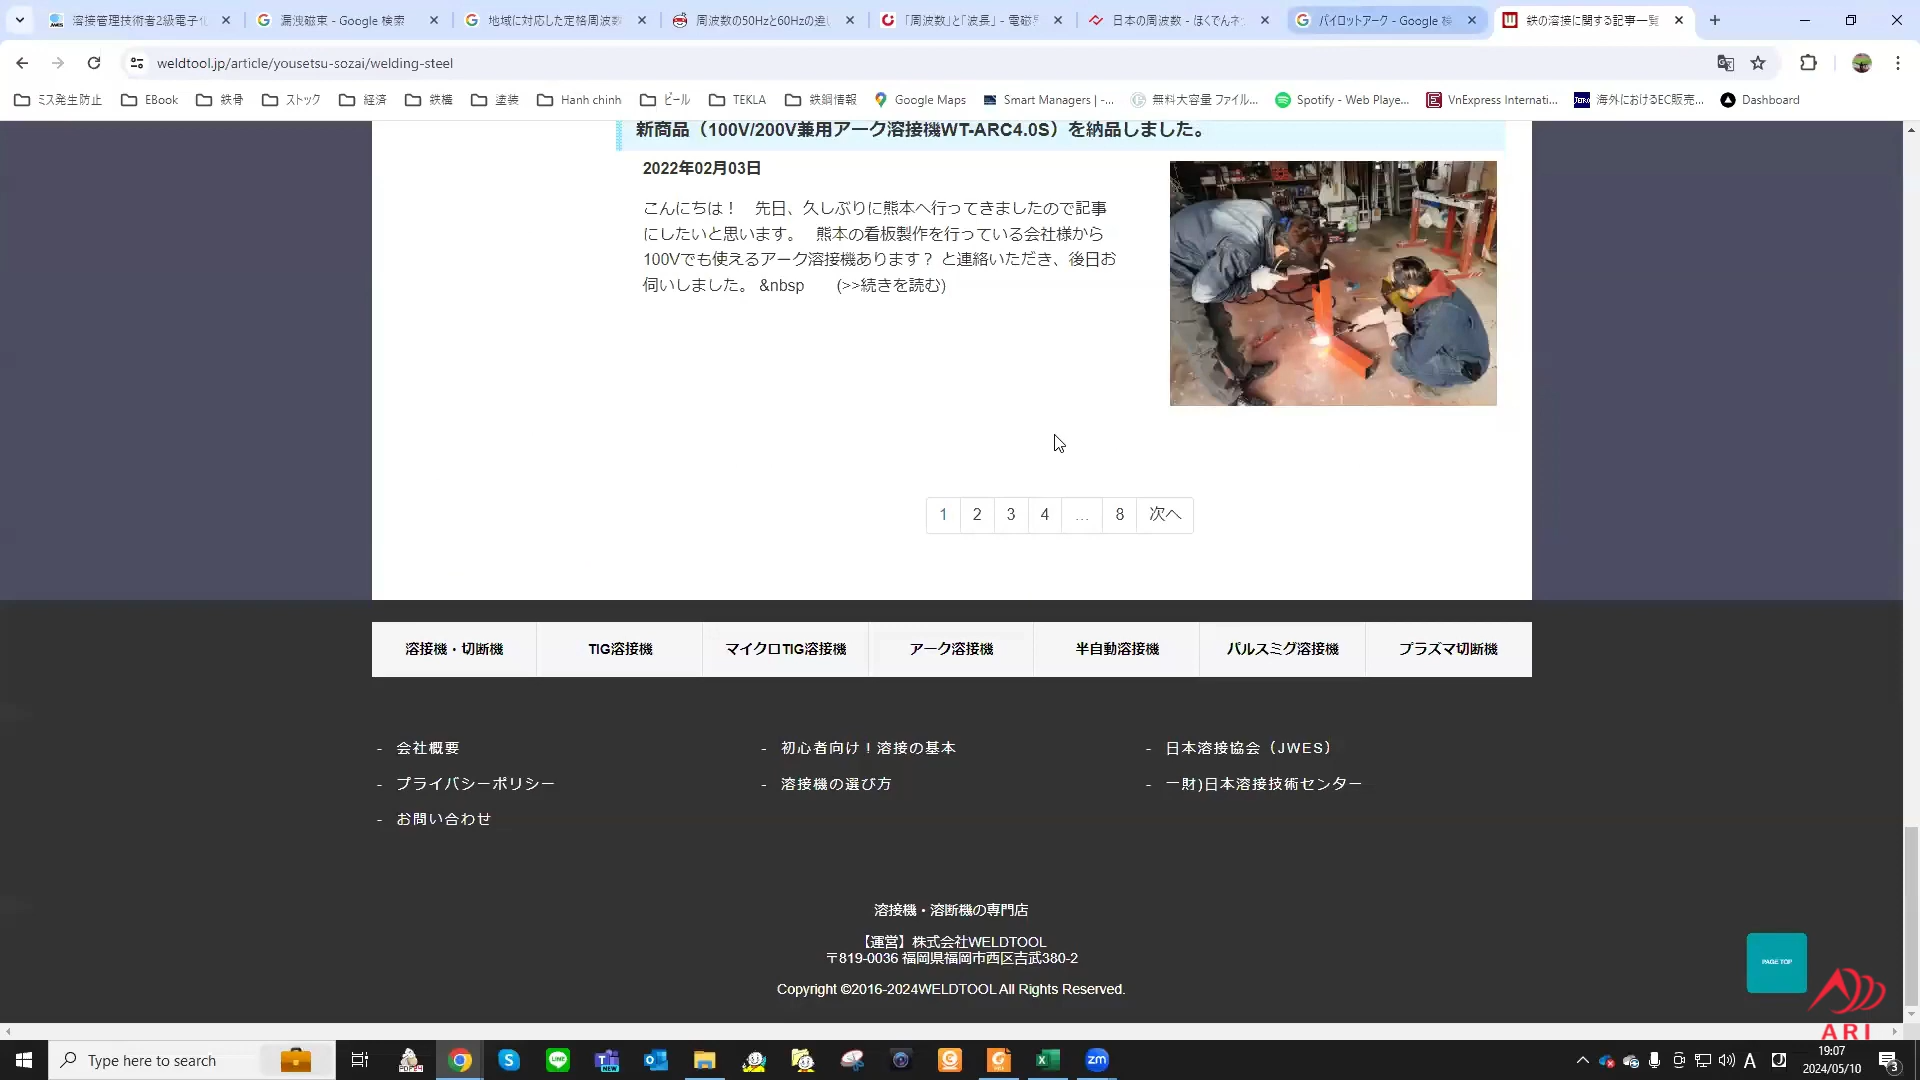 溶接管理技術者2級電子化
漏洩磁束 - Google 検索
地域に対応した定格周波数
周波数の50Hzと60Hzの違い
「周波数」と「波長」 - 電磁界
日本の周波数 - ほくでんネッ
パイロットアーク - Google 検
鉄の溶接に関する記事一覧
weldtool.jp/article/yousetsu-sozai/welding-steel
ミス発生防止
EBook
鉄骨
ストック
経済
鉄橋
塗装
Hanh chinh
ビール
TEKLA
鉄鋼情報
Google Maps
Smart Managers | -...
無料大容量 ファイル...
Spotify - Web Playe...
VnExpress Internati...
海外におけるEC販売...
Dashboard
新商品（100V/200V兼用アーク溶接機WT-ARC4.0S）を納品しました。
2022年02月03日
こんにちは！　先日、久しぶりに熊本へ行ってきましたので記事
にしたいと思います。　熊本の看板製作を行っている会社様から
100Vでも使えるアーク溶接機あります？ と連絡いただき、後日お
伺いしました。 &nbsp　　(>>続きを読む)
1 2 3 4 … 8 次へ
溶接機・切断機
TIG溶接機
マイクロTIG溶接機
アーク溶接機
半自動溶接機
パルスミグ溶接機
プラズマ切断機
- 会社概要
- 初心者向け！溶接の基本
- 日本溶接協会（JWES）
- プライバシーポリシー
- 溶接機の選び方
- 一財)日本溶接技術センター
- お問い合わせ
溶接機・溶断機の専門店
【運営】株式会社WELDTOOL
〒819-0036 福岡県福岡市西区吉武380-2
Copyright ©2016-2024WELDTOOL All Rights Reserved.
PAGE TOP
ARI
Type here to search
A
19:07
2024/05/10
3